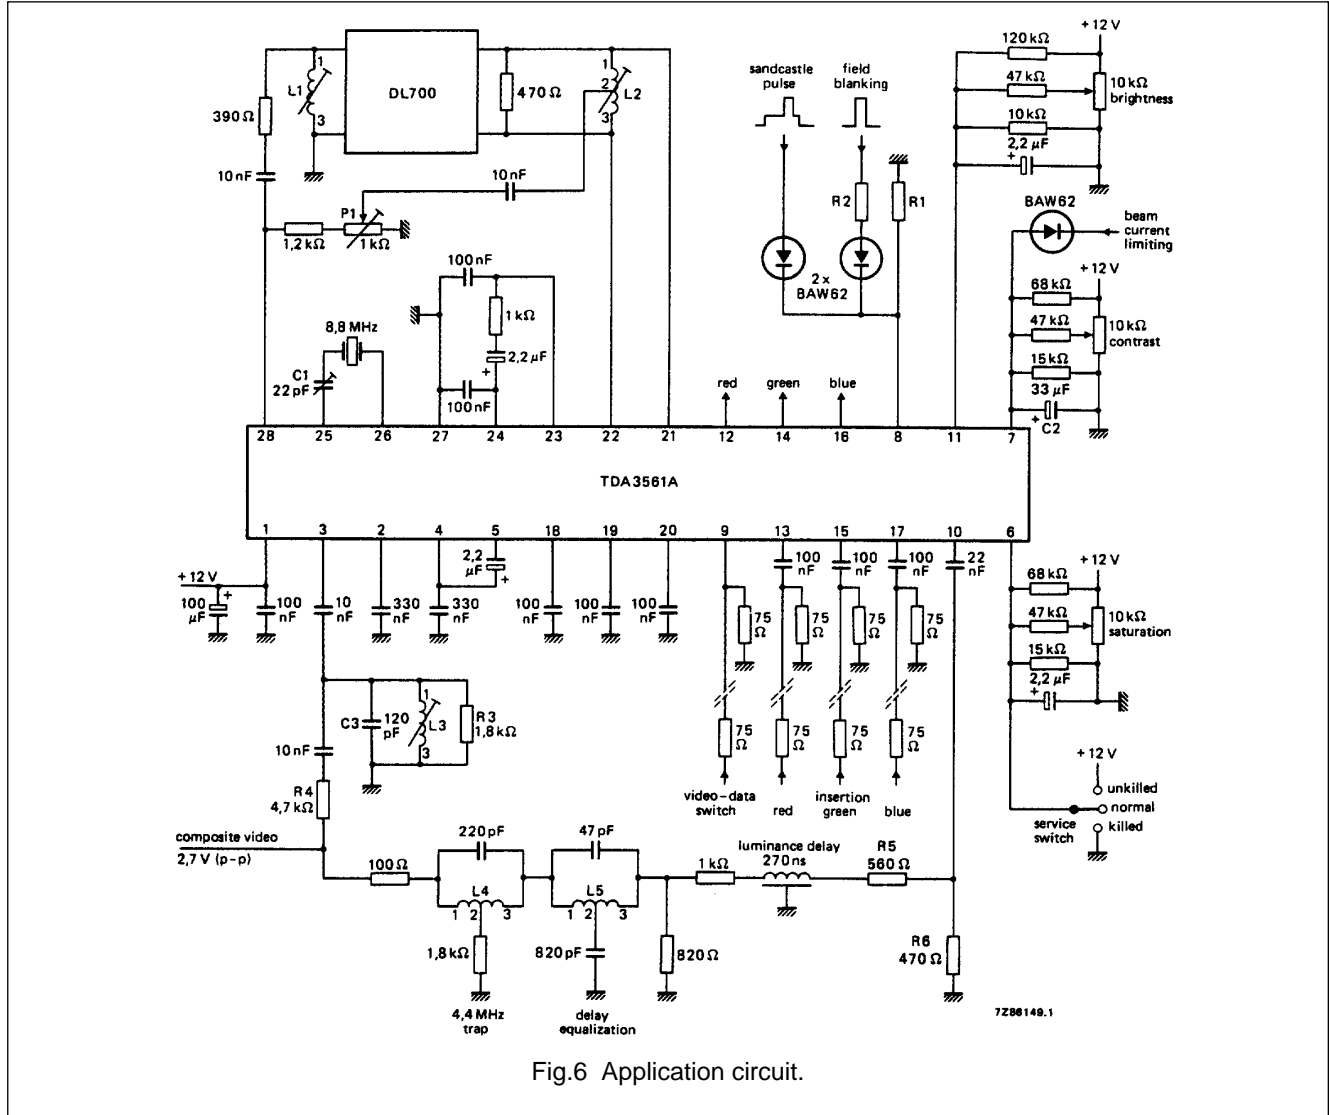 + 12 V
120 kΩ
47 kΩ
10 kΩ
brightness
10 kΩ
2,2 µF
+
sandcastle
pulse
field
blanking
1
L1
3
DL700
470 Ω
1
2
L2
3
390 Ω
10 nF
10 nF
P1
1,2 kΩ
1 kΩ
R2
R1
2 x
BAW62
BAW62
beam
current
limiting
+ 12 V
68 kΩ
47 kΩ
10 kΩ
contrast
15 kΩ
33 µF
+
C2
100 nF
1 kΩ
2,2 µF
+
100 nF
8,8 MHz
C1
22 pF
red
green
blue
28
25
26
27
24
23
22
21
12
14
16
8
11
7
TDA3561A
1
3
2
4
5
18
19
20
9
13
15
17
10
6
+ 12 V
100
µF
+
100
nF
10
nF
330
nF
330
nF
2,2
µF
+
100
nF
100
nF
100
nF
100
nF
100
nF
100
nF
22
nF
75
Ω
75
Ω
75
Ω
75
Ω
68 kΩ
+ 12 V
47 kΩ
10 kΩ
saturation
15 kΩ
2,2 µF
+
C3
120
pF
1
L3
3
R3
1,8 kΩ
10 nF
R4
4,7 kΩ
75
Ω
75
Ω
75
Ω
75
Ω
video-data
switch
red
insertion
green
blue
+ 12 V
unkilled
normal
killed
service
switch
composite video
2,7 V (p-p)
100 Ω
220 pF
L4
1 2 3
1,8 kΩ
4,4 MHz
trap
47 pF
L5
1 2 3
820 pF
delay
equalization
820 Ω
1 kΩ
luminance delay
270 ns
R5
560 Ω
R6
470 Ω
7Z86149.1
Fig.6 Application circuit.